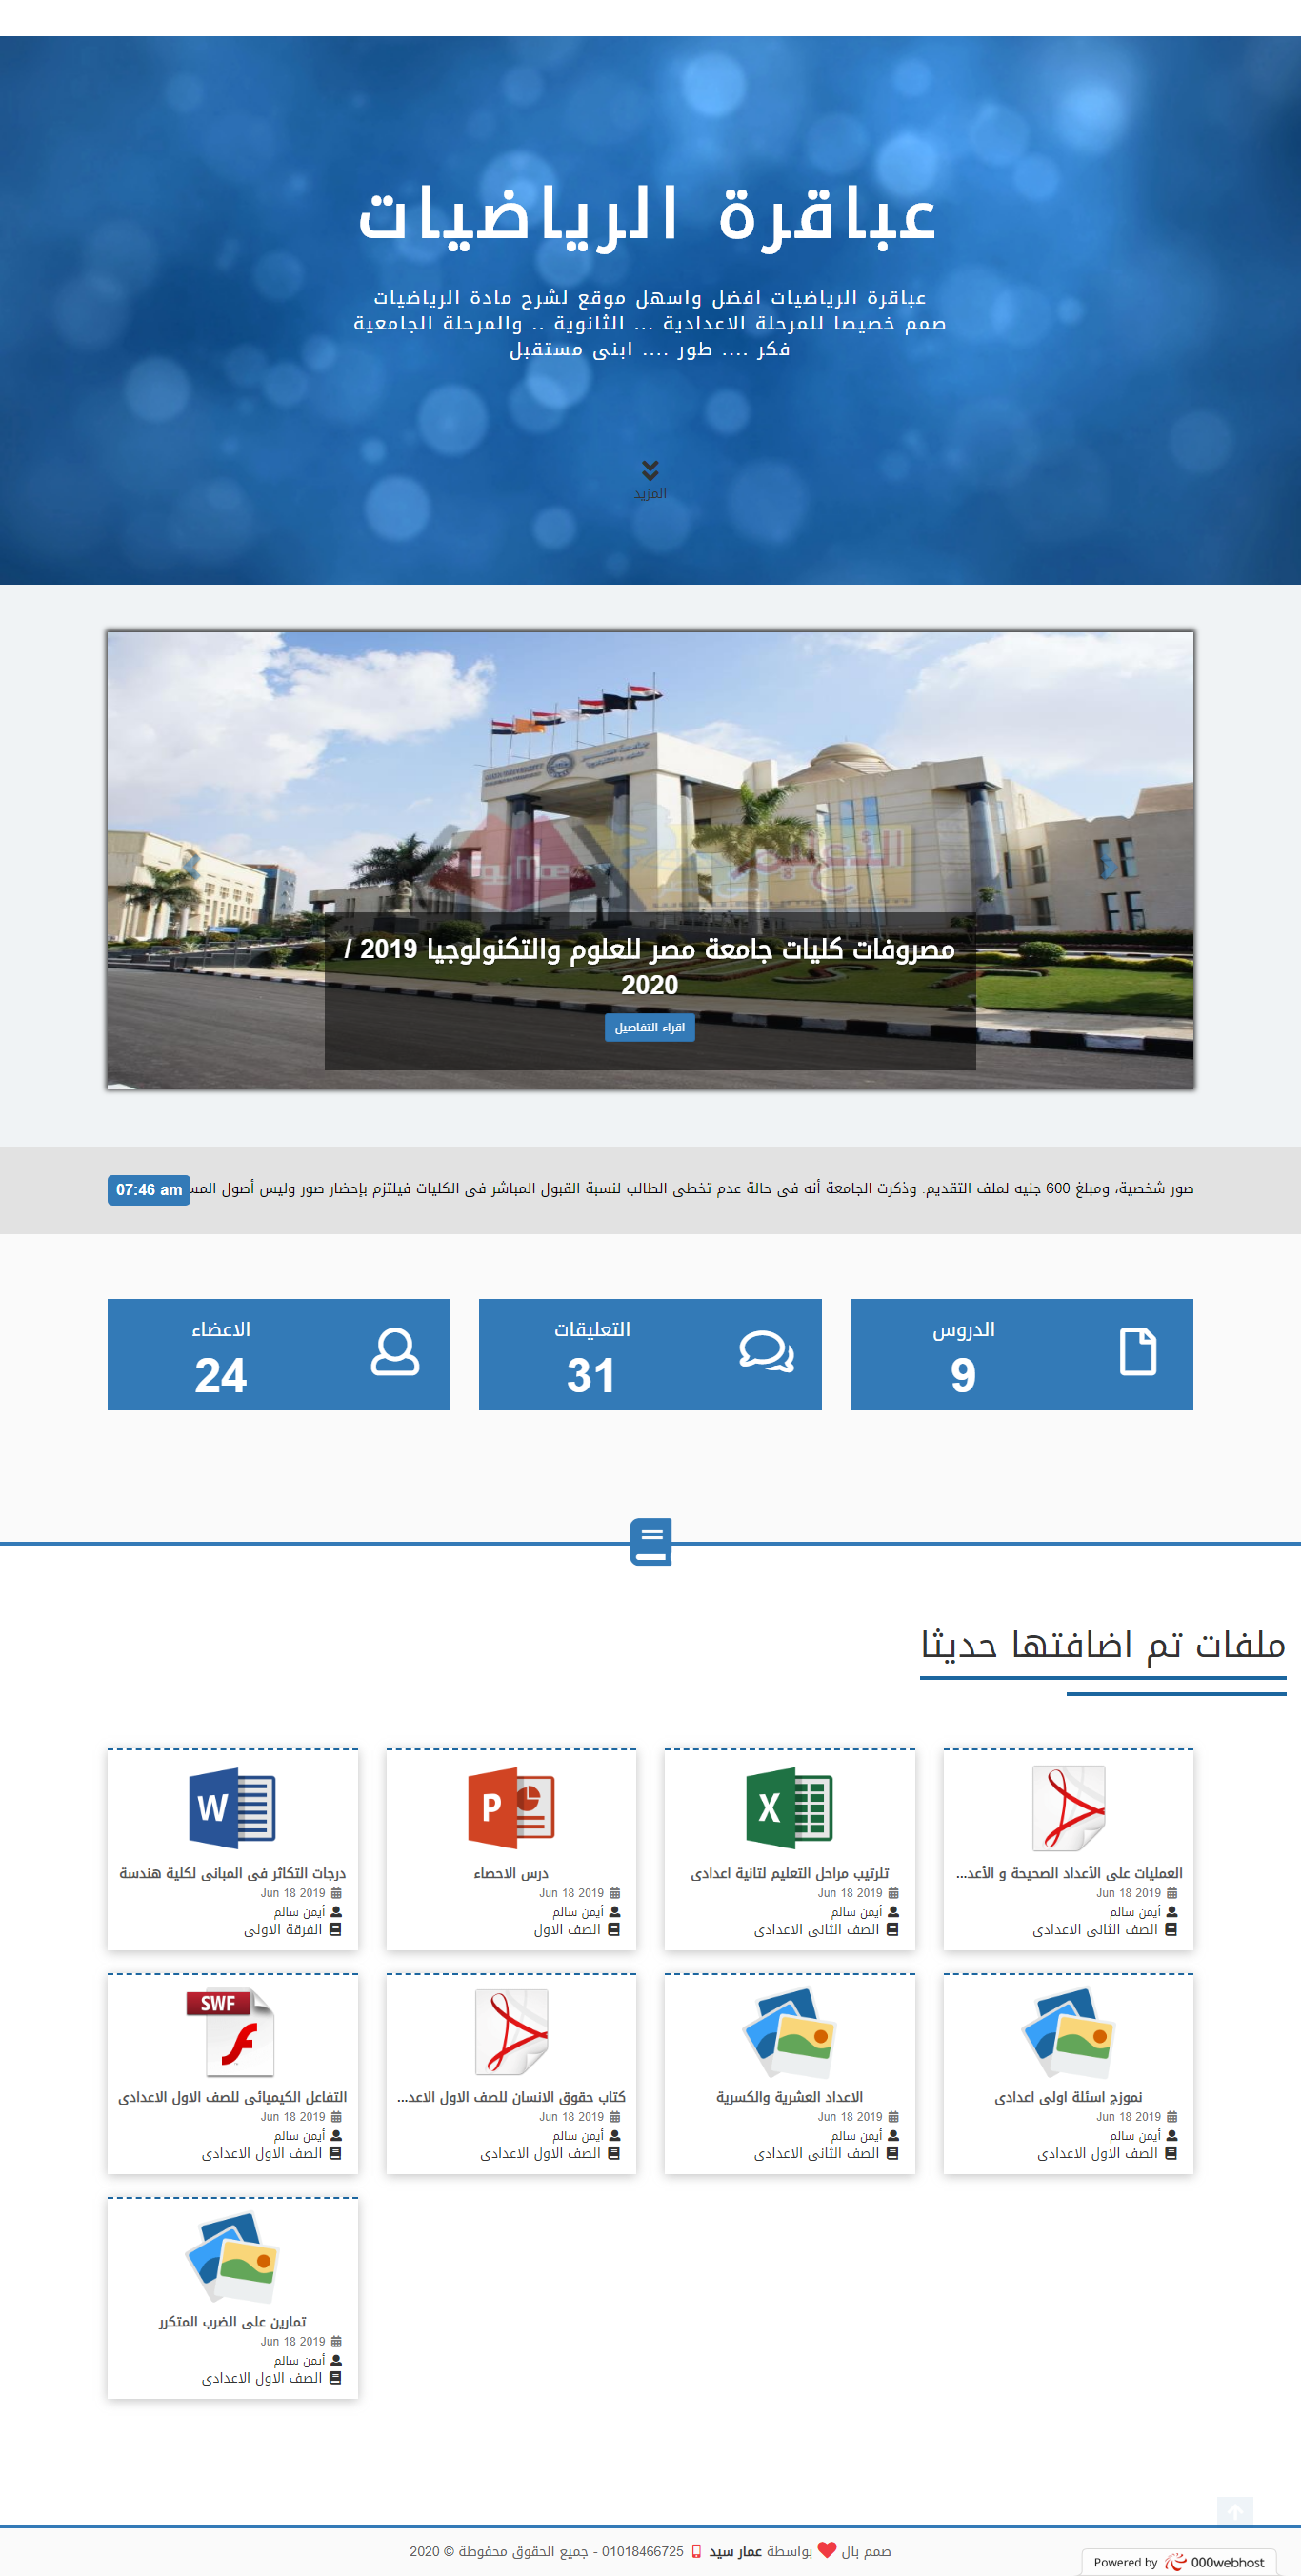 عباقرة الرياضيات
عباقرة الرياضيات افضل واسهل موقع لشرح مادة الرياضيات
صمم خصيصا للمرحلة الاعدادية ... الثانوية .. والمرحلة الجامعية
فكر .... طور .... ابنى مستقبل
المزيد
مصروفات كليات جامعة مصر للعلوم والتكنولوجيا 2019 /
2020
اقراء التفاصيل
صور شخصية، ومبلغ 600 جنيه لملف التقديم. وذكرت الجامعة أنه فى حالة عدم تخطى الطالب لنسبة القبول المباشر فى الكليات فيلتزم بإحضار صور وليس أصول المس
07:46 am
الدروس
9
التعليقات
31
الاعضاء
24
ملفات تم اضافتها حديثا
العمليات على الأعداد الصحيحة و الأعد...
Jun 18 2019
أيمن سالم
الصف الثانى الاعدادى
تلرتيب مراحل التعليم لتانية اعدادى
Jun 18 2019
أيمن سالم
الصف الثانى الاعدادى
درس الاحصاء
Jun 18 2019
أيمن سالم
الصف الاول
درجات التكاثر فى المبانى لكلية هندسة
Jun 18 2019
أيمن سالم
الفرقة الاولى
نموزج اسئلة اولى اعدادى
Jun 18 2019
أيمن سالم
الصف الاول الاعدادى
الاعداد العشرية والكسرية
Jun 18 2019
أيمن سالم
الصف الثانى الاعدادى
كتاب حقوق الانسان للصف الاول الاعد...
Jun 18 2019
أيمن سالم
الصف الاول الاعدادى
SWF
التفاعل الكيميائى للصف الاول الاعدادى
Jun 18 2019
أيمن سالم
الصف الاول الاعدادى
تمارين على الضرب المتكرر
Jun 18 2019
أيمن سالم
الصف الاول الاعدادى
صمم بال بواسطة عمار سيد 01018466725 - جميع الحقوق محفوظة © 2020
Powered by 000webhost